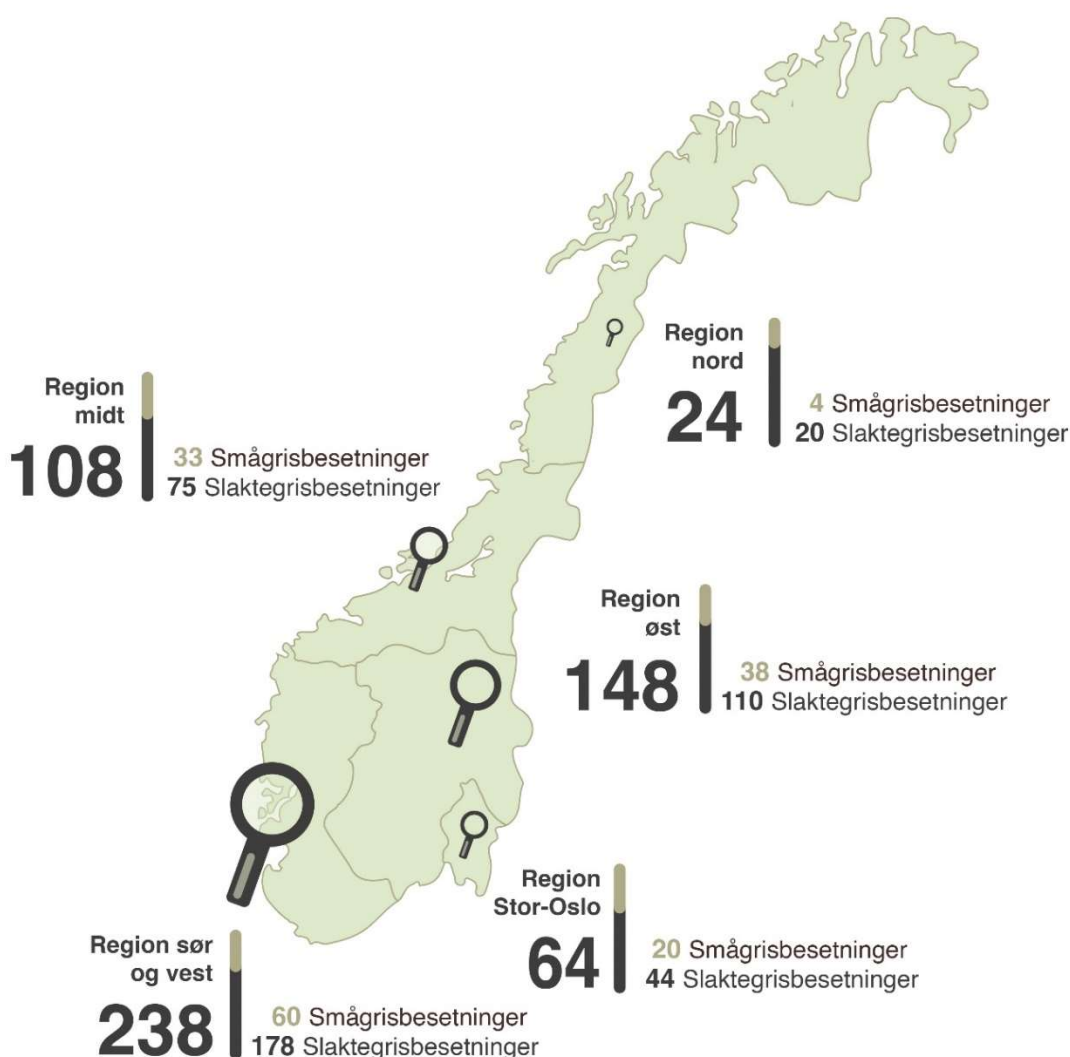 Region
nord
24
4 Smågrisbesetninger
20 Slaktegrisbesetninger
Region
midt
108
33 Smågrisbesetninger
75 Slaktegrisbesetninger
Region
øst
148
38 Smågrisbesetninger
110 Slaktegrisbesetninger
Region
Stor-Oslo
64
20 Smågrisbesetninger
44 Slaktegrisbesetninger
Region sør
og vest
238
60 Smågrisbesetninger
178 Slaktegrisbesetninger